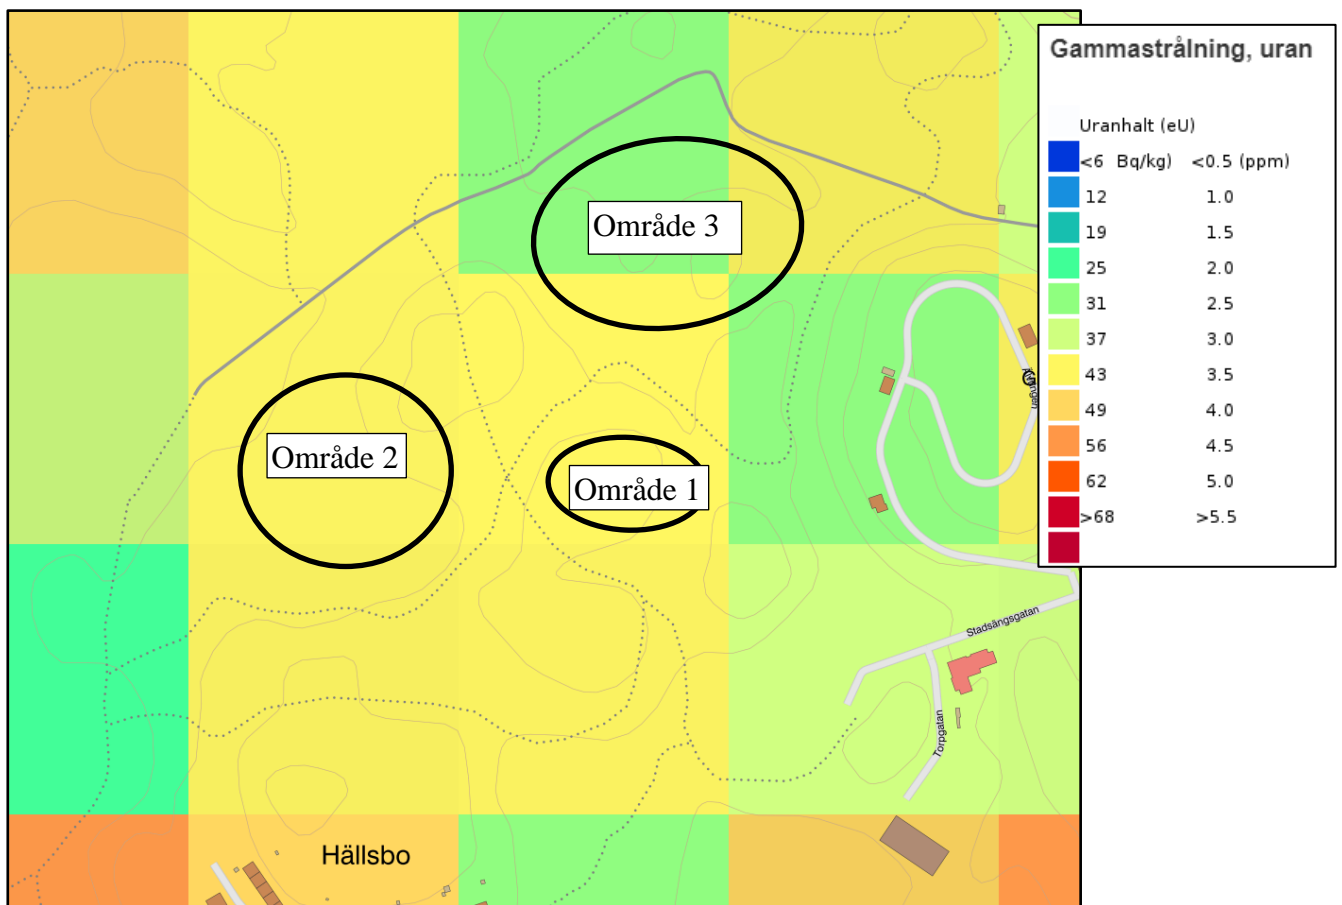 Gammastrålning, uran
Uranhalt (eU)
<6 Bq/kg) <0.5 (ppm)
12 1.0
19 1.5
25 2.0
31 2.5
37 3.0
43 3.5
49 4.0
56 4.5
62 5.0
>68 >5.5
Område 3
Område 2
Område 1
Stadsängsgatan
Torpgatan
Hällsbo